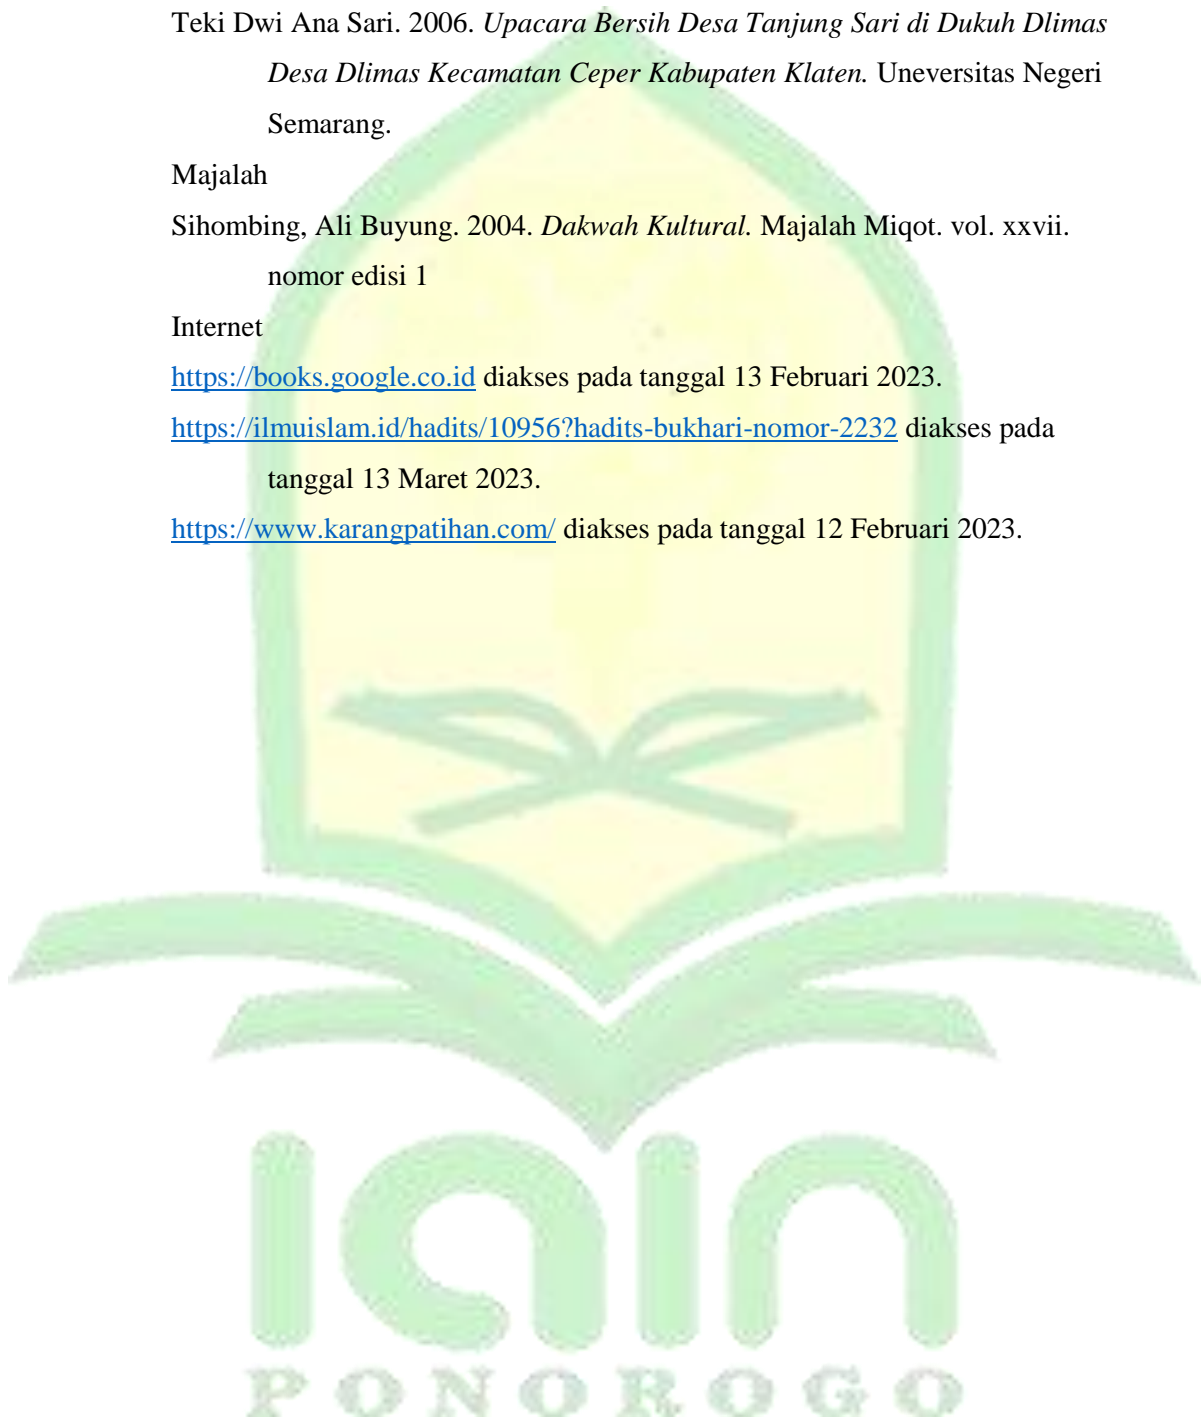 Teki Dwi Ana Sari. 2006. Upacara Bersih Desa Tanjung Sari di Dukuh Dlimas
Desa Dlimas Kecamatan Ceper Kabupaten Klaten. Uneversitas Negeri
Semarang.
Majalah
Sihombing, Ali Buyung. 2004. Dakwah Kultural. Majalah Miqot. vol. xxvii.
nomor edisi 1
Internet
https://books.google.co.id diakses pada tanggal 13 Februari 2023.
https://ilmuislam.id/hadits/10956?hadits-bukhari-nomor-2232 diakses pada
tanggal 13 Maret 2023.
https://www.karangpatihan.com/ diakses pada tanggal 12 Februari 2023.
iain
PONOROGO